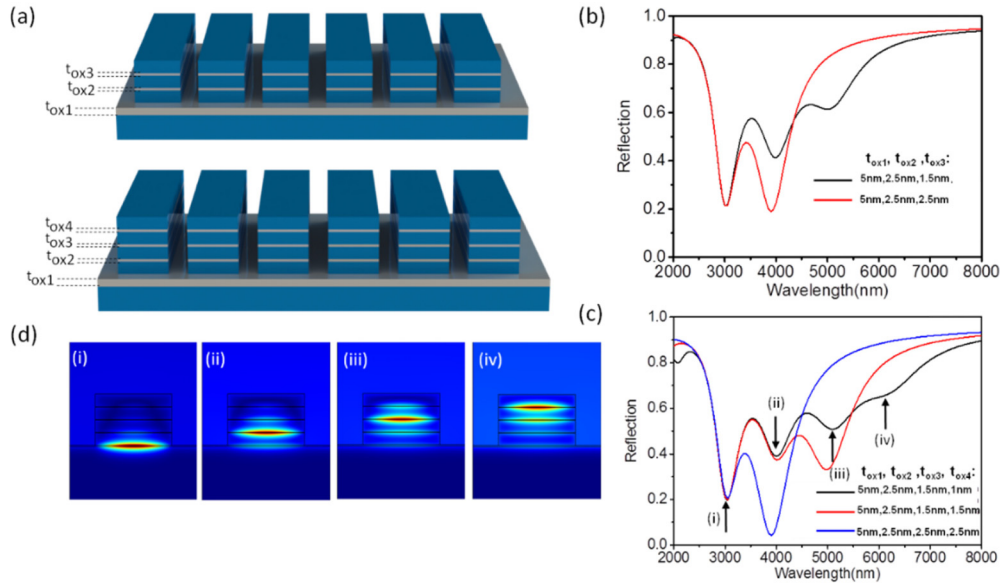 (a)
tox3
tox2
tox1
tox4
tox3
tox2
tox1
(b)
1.0
0.8
0.6
0.4
0.2
0.0
Reflection
tox1, tox2 ,tox3:
5nm,2.5nm,1.5nm.
5nm,2.5nm,2.5nm
2000 3000 4000 5000 6000 7000 8000
Wavelength(nm)
(d)
(i) (ii) (iii) (iv)
(c)
1.0
0.8
0.6
0.4
0.2
0.0
Reflection
(i)
(ii)
(iii)
(iv)
tox1, tox2 ,tox3, tox4:
5nm,2.5nm,1.5nm,1nm
5nm,2.5nm,1.5nm,1.5nm
5nm,2.5nm,2.5nm,2.5nm
2000 3000 4000 5000 6000 7000 8000
Wavelength(nm)